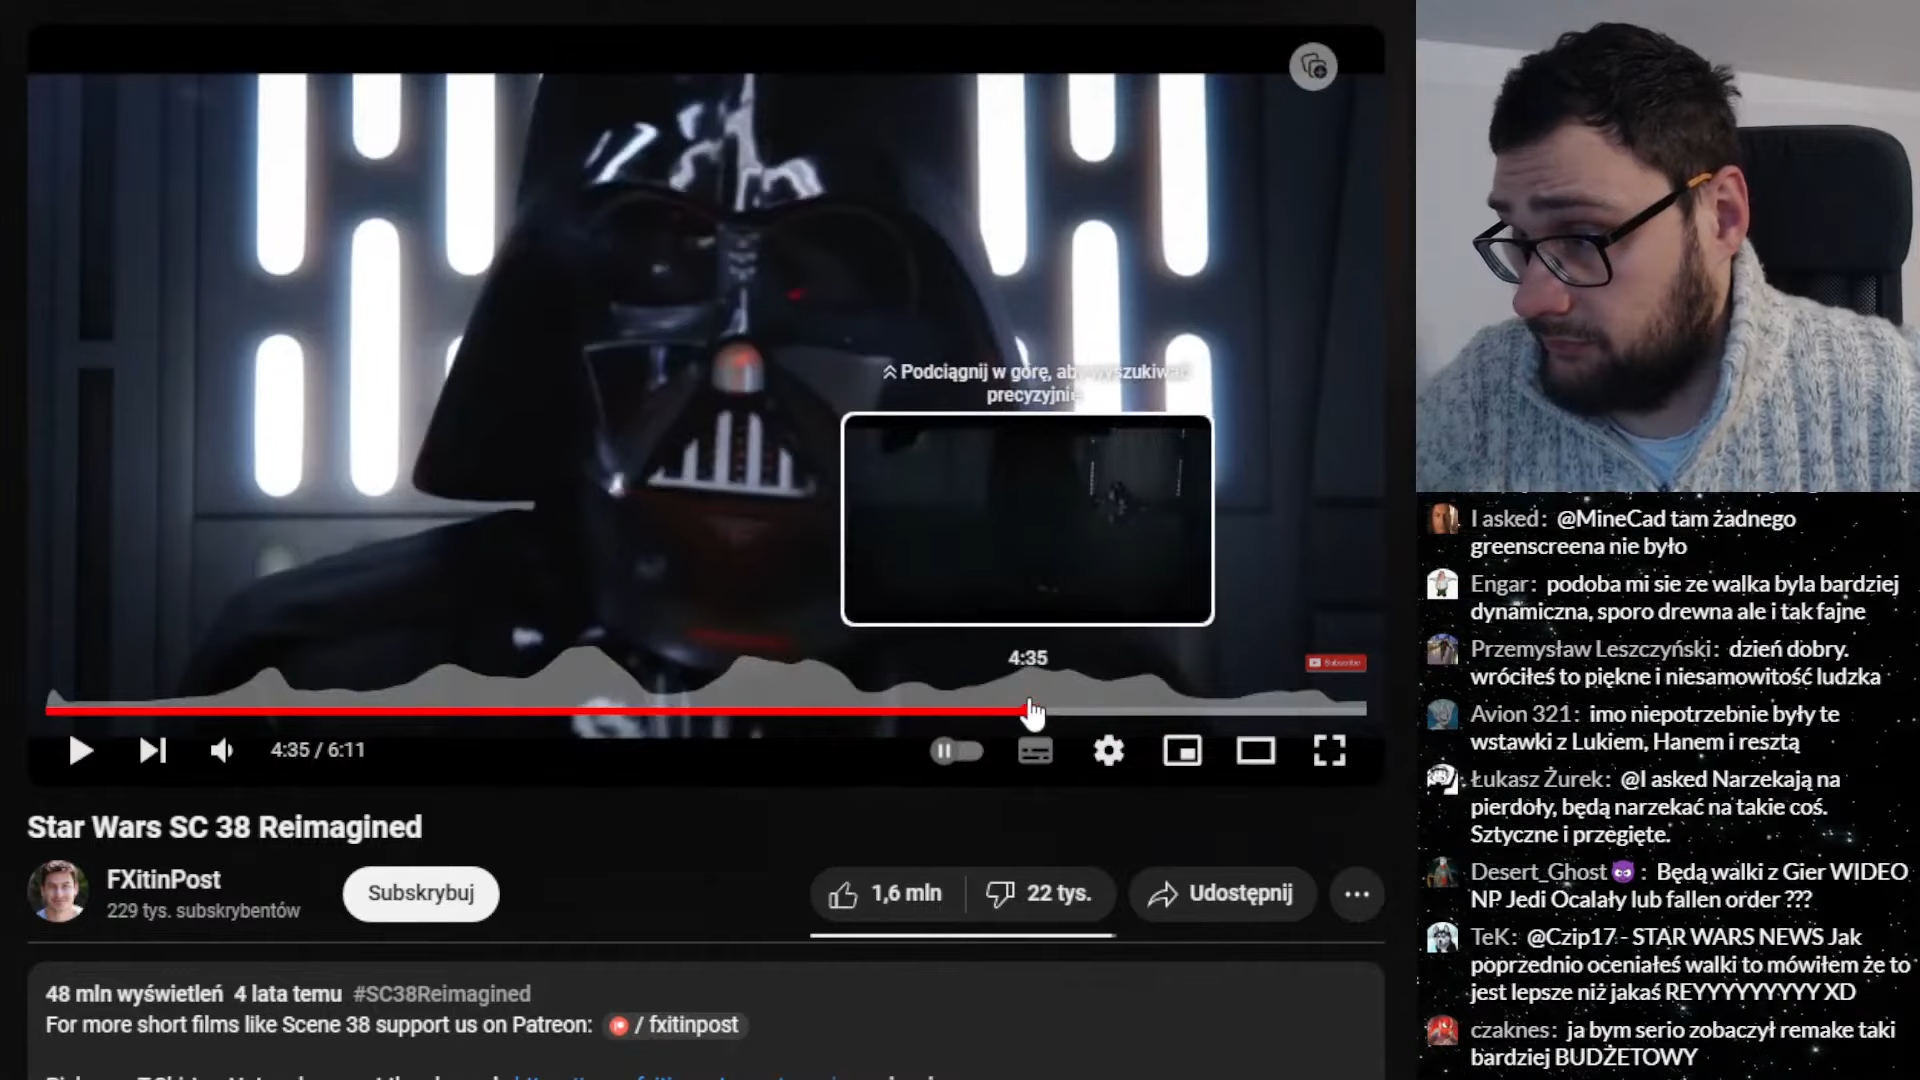 Podciągnij w górę, aby wyszukiwać
precyzyjnie
4:35
Subscribe
4:35 / 6:11
Star Wars SC 38 Reimagined
FXitinPost
229 tys. subskrybentów
Subskrybuj
1,6 mln
22 tys.
Udostępnij
48 mln wyświetleń 4 lata temu #SC38Reimagined
For more short films like Scene 38 support us on Patreon: / fxitinpost
I asked: @MineCad tam żadnego
greenscreena nie było
Engar: podoba mi sie ze walka byla bardziej
dynamiczna, sporo drewna ale i tak fajne
Przemysław Leszczyński: dzień dobry.
wróciłeś to piękne i niesamowitość ludzka
Avion 321: imo niepotrzebnie były te
wstawki z Lukiem, Hanem i resztą
Łukasz Żurek: @I asked Narzekają na
pierdoły, będą narzekać na takie coś.
Sztyczne i przegięte.
Desert_Ghost😈: Będą walki z Gier WIDEO
NP Jedi Ocalały lub fallen order ???
TeK: @Czip17 - STAR WARS NEWS Jak
poprzednio oceniałeś walki to mówiłem że to
jest lepsze niż jakaś REYYYYYYYYY XD
czaknes: ja bym serio zobaczył remake taki
bardziej BUDŻETOWY